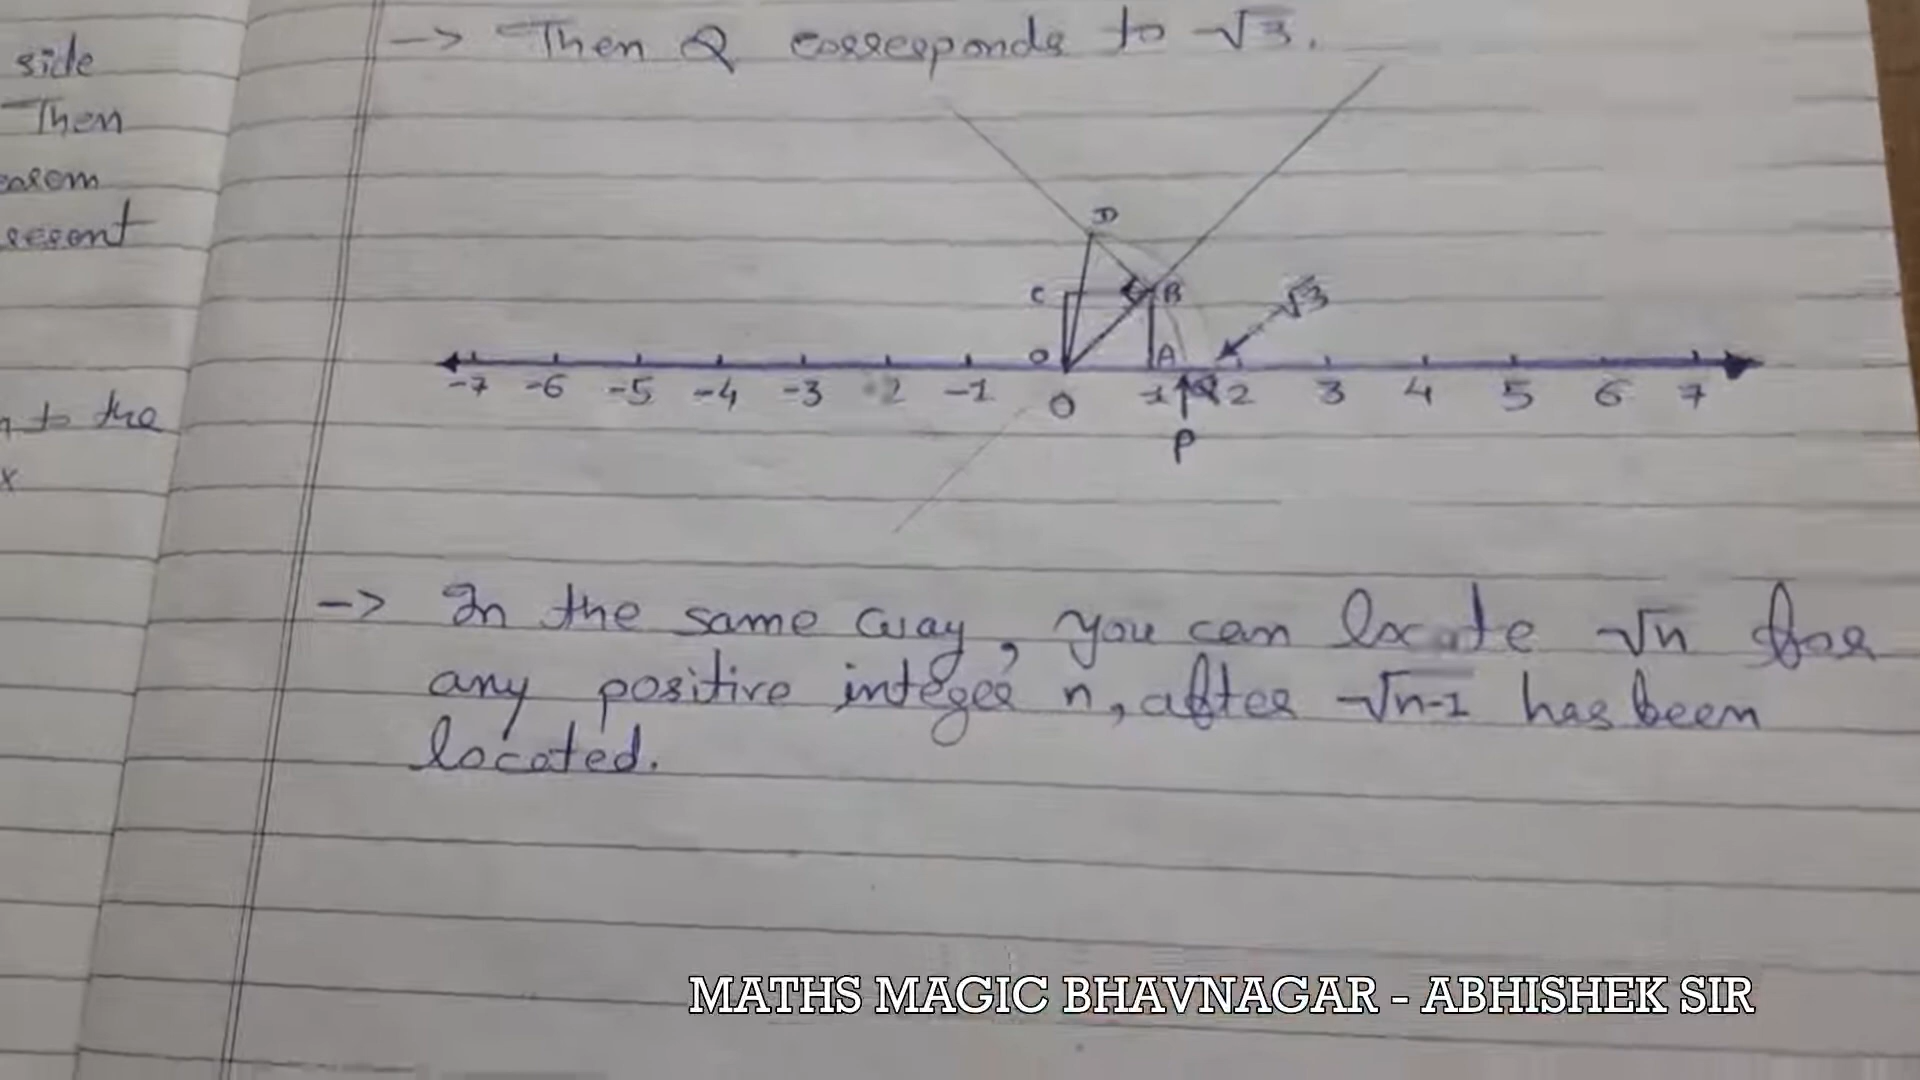 side
Then
resent
n to the
x
-> Then Q corresponds to √3.
D
C
B
√3
O
A
-7 -6 -5 -4 -3 -2 -1 0 1 Q 2 3 4 5 6 7
P
-> In the same way, you can locate √n for
any positive integer n, after √n-1 has been
located.
MATHS MAGIC BHAVNAGAR - ABHISHEK SIR